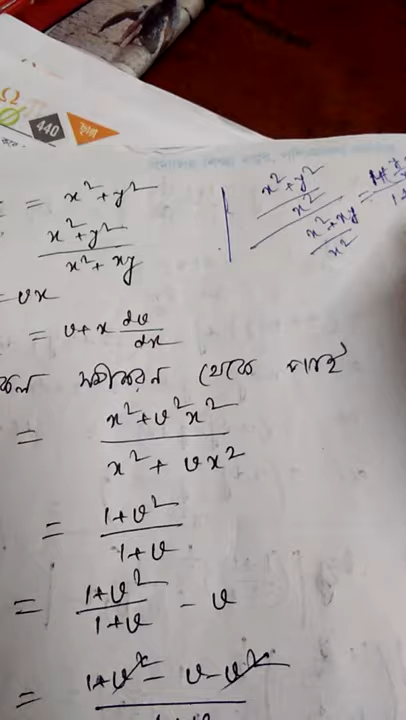 440
= x² + y²
(x² + y²) / (x² + xy)
= vx
= v + x dv/dx
সমীকরন থেকে পাই
= (x² + v²x²) / (x² + vx²)
= (1 + v²) / (1 + v)
= (1 + v²) / (1 + v) - v
= 1 + v² - v - v²
((x² + y²) / x²) / ((x² + xy) / x²) =